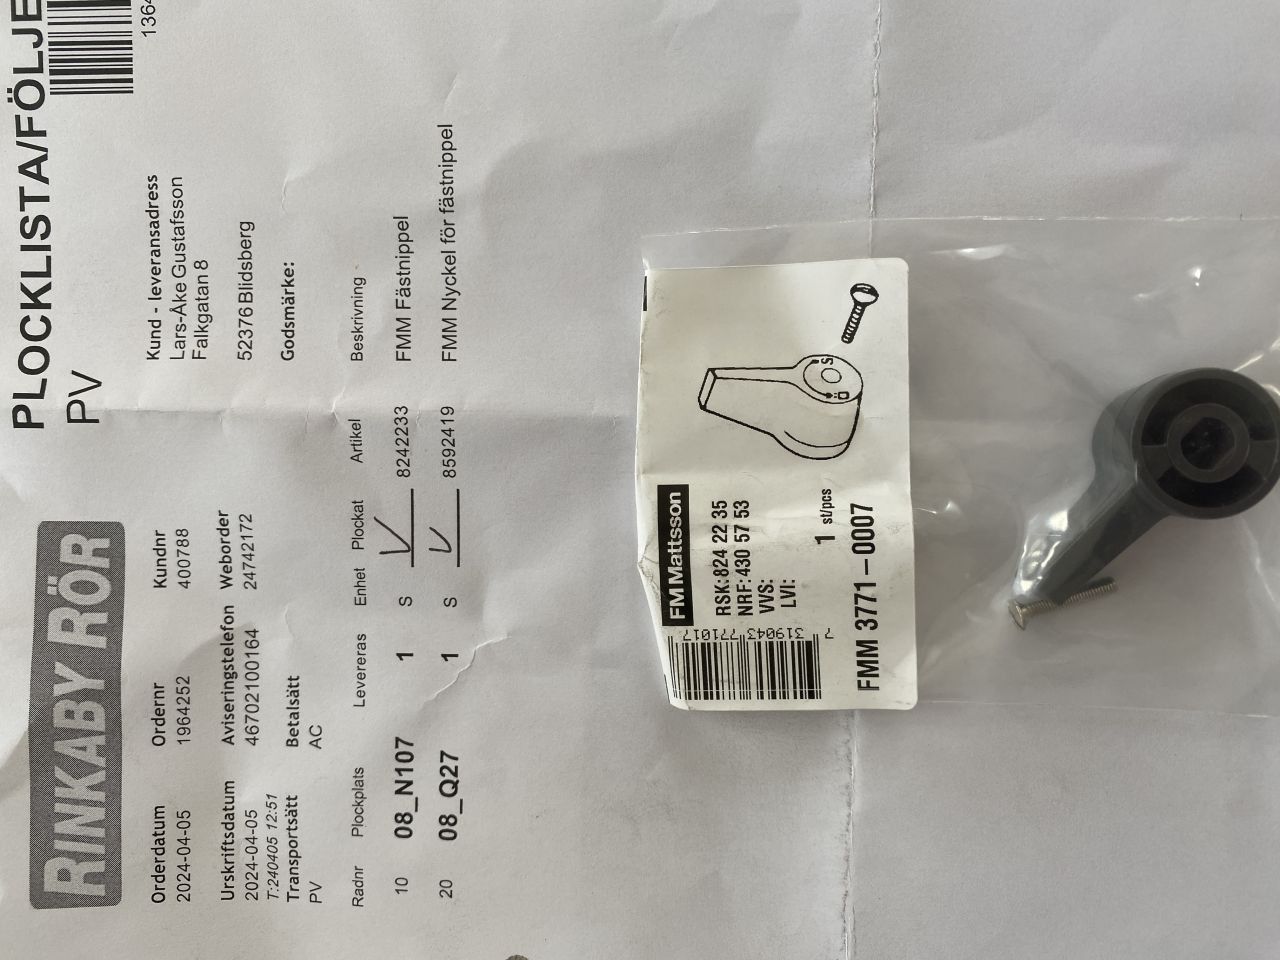 PLOCKLISTA/FÖLJE
PV
1364
RINKABY RÖR
Kund - leveransadress
Lars-Åke Gustafsson
Falkgatan 8
52376 Blidsberg
Godsmärke:
Orderdatum Ordernr Kundnr
2024-04-05 1964252 400788
Urskriftsdatum Aviseringstelefon Weborder
2024-04-05 46702100164 24742172
T:240405 12:51
Transportsätt Betalsätt
PV AC
Radnr Plockplats Levereras Enhet Plockat Artikel Beskrivning
10 08_N107 1 S 8242233 FMM Fästnippel
20 08_Q27 1 S 8592419 FMM Nyckel för fästnippel
FM Mattsson
RSK: 824 22 35
NRF: 430 57 53
VVS:
LVI:
1 st/pcs
FMM 3771-0007
7 319043 771017
S